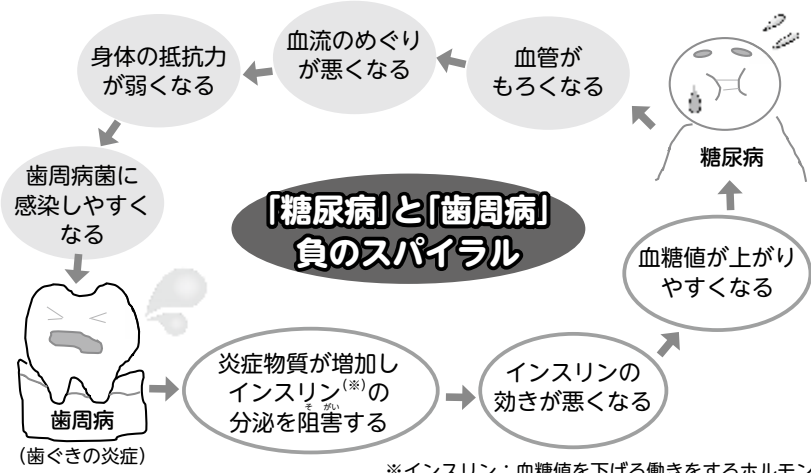 「糖尿病」と「歯周病」
負のスパイラル
糖尿病
血管が
もろくなる
血流のめぐり
が悪くなる
身体の抵抗力
が弱くなる
歯周病菌に
感染しやすく
なる
歯周病
(歯ぐきの炎症)
炎症物質が増加し
インスリン(※)の
分泌を阻害する
そ がい
インスリンの
効きが悪くなる
血糖値が上がり
やすくなる
※インスリン：血糖値を下げる働きをするホルモン